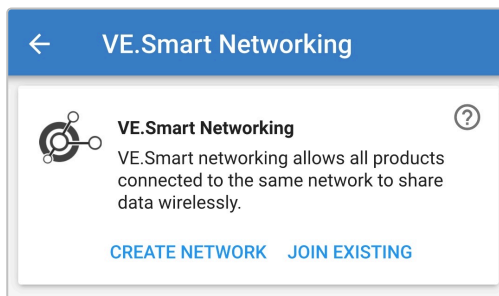 VE.Smart Networking
VE.Smart Networking
VE.Smart networking allows all products
connected to the same network to share
data wirelessly.
CREATE NETWORK JOIN EXISTING